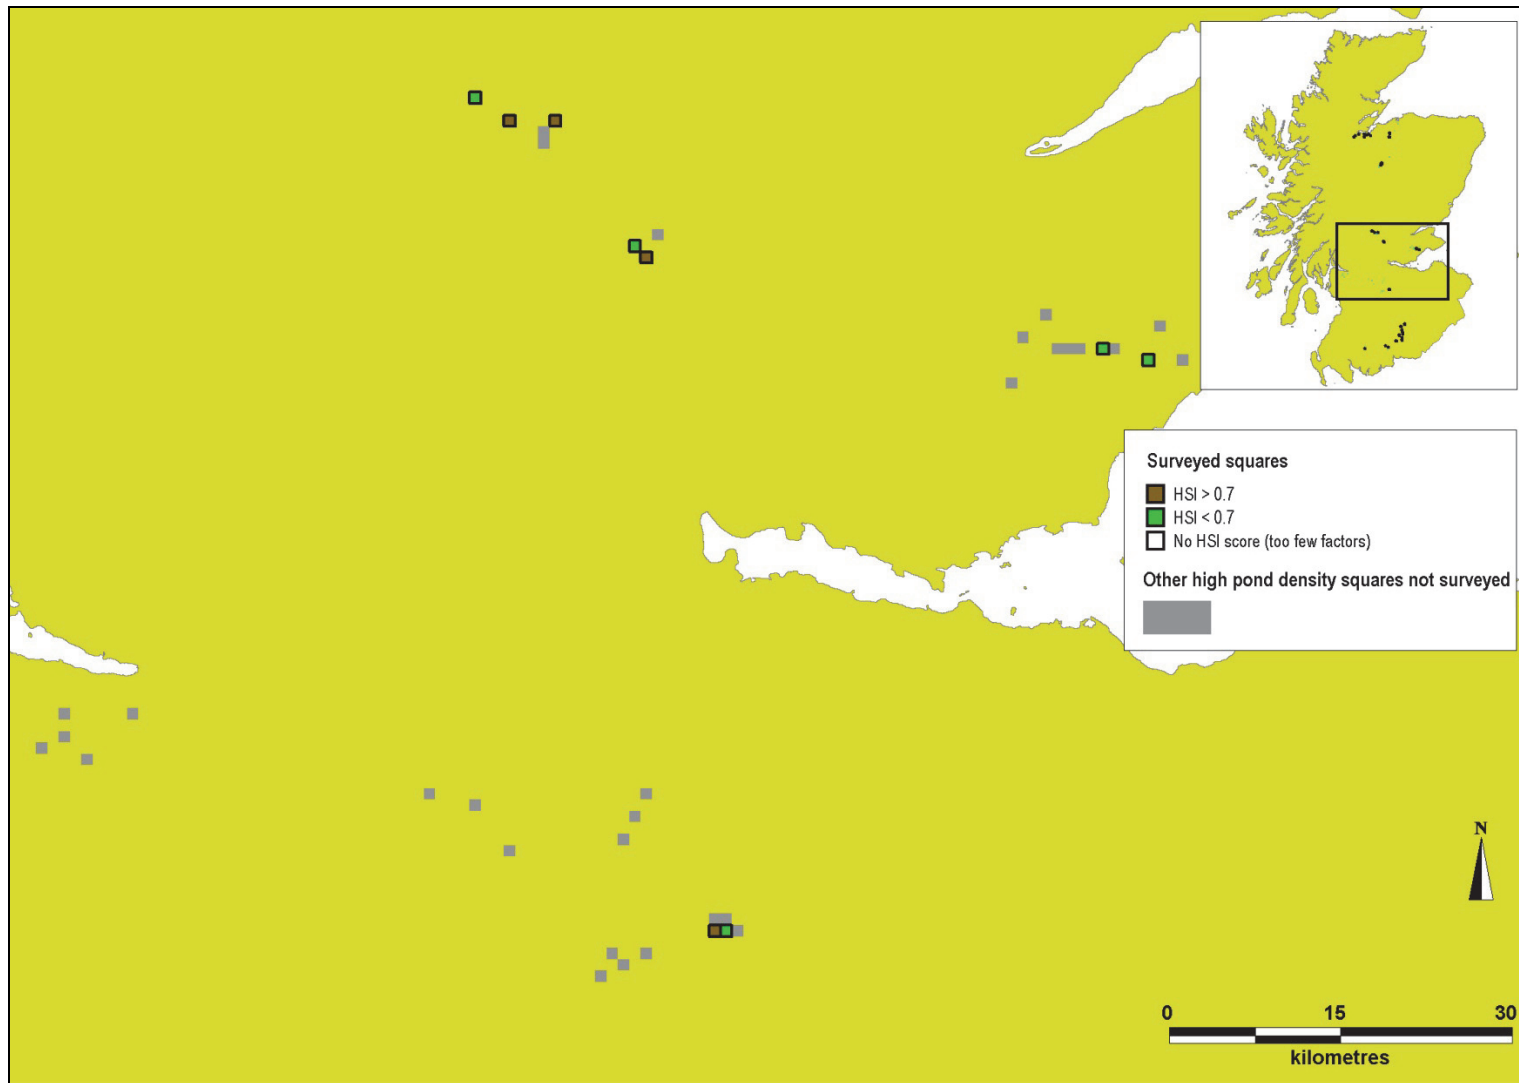 Surveyed squares
HSI > 0.7
HSI < 0.7
No HSI score (too few factors)
Other high pond density squares not surveyed
N
0 15 30
kilometres